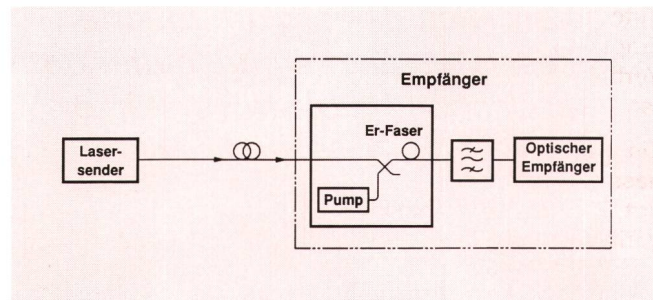 Empfänger
Er-Faser
Laser-
sender
Pump
Optischer
Empfänger